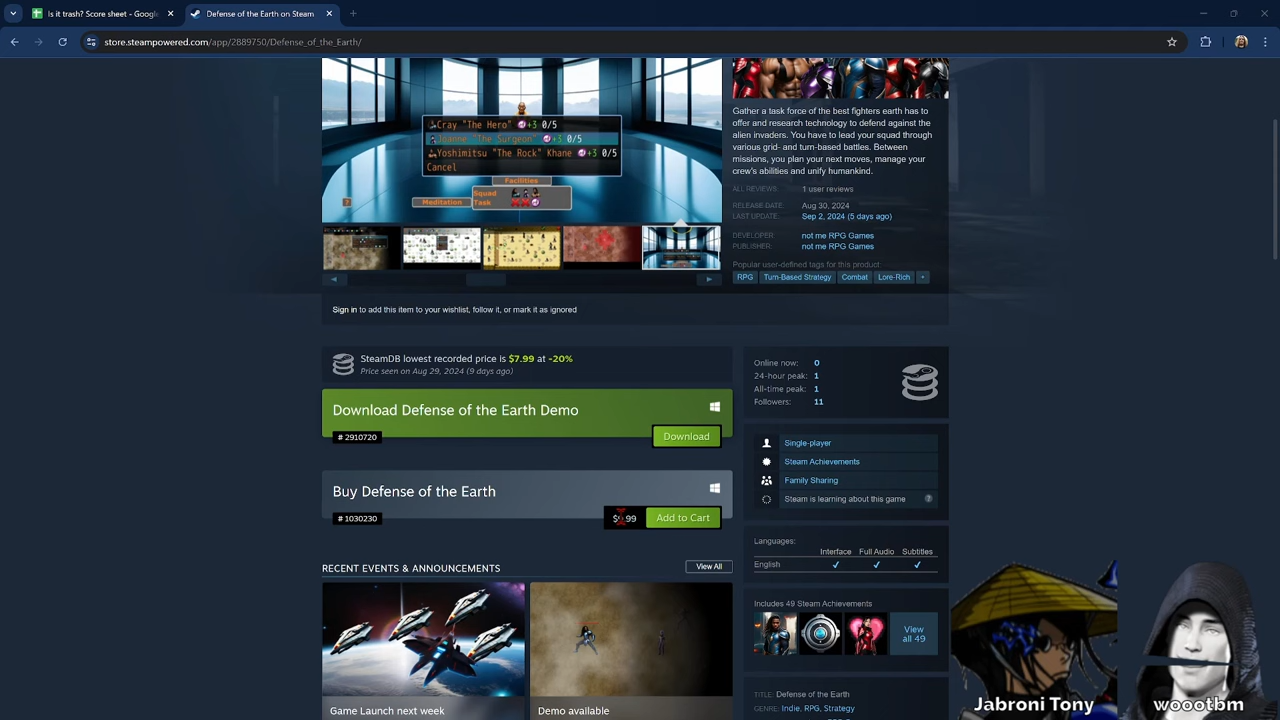 Is it trash? Score sheet - Google
Defense of the Earth on Steam
store.steampowered.com/app/2889750/Defense_of_the_Earth/
Cray "The Hero" +3 0/5
Joanne "The Surgeon" +3 0/5
Yoshimitsu "The Rock" Khane +3 0/5
Cancel
Facilities
?
Meditation
Squad
Task
Gather a task force of the best fighters earth has to
offer and research technology to defend against the
alien invaders. You have to lead your squad through
various grid- and turn-based battles. Between
missions, you plan your next moves, manage your
crew's abilities and unify humankind.
ALL REVIEWS: 1 user reviews
RELEASE DATE: Aug 30, 2024
LAST UPDATE: Sep 2, 2024 (5 days ago)
DEVELOPER: not me RPG Games
PUBLISHER: not me RPG Games
Popular user-defined tags for this product:
RPG Turn-Based Strategy Combat Lore-Rich +
Sign in to add this item to your wishlist, follow it, or mark it as ignored
SteamDB lowest recorded price is $7.99 at -20%
Price seen on Aug 29, 2024 (9 days ago)
Download Defense of the Earth Demo
# 2910720
Download
Buy Defense of the Earth
# 1030230
$9.99
Add to Cart
RECENT EVENTS & ANNOUNCEMENTS
View All
Game Launch next week
Demo available
Online now: 0
24-hour peak: 1
All-time peak: 1
Followers: 11
Single-player
Steam Achievements
Family Sharing
Steam is learning about this game ?
Languages:
Interface Full Audio Subtitles
English ✓ ✓ ✓
Includes 49 Steam Achievements
View
all 49
TITLE: Defense of the Earth
GENRE: Indie, RPG, Strategy
Jabroni Tony
woootbm